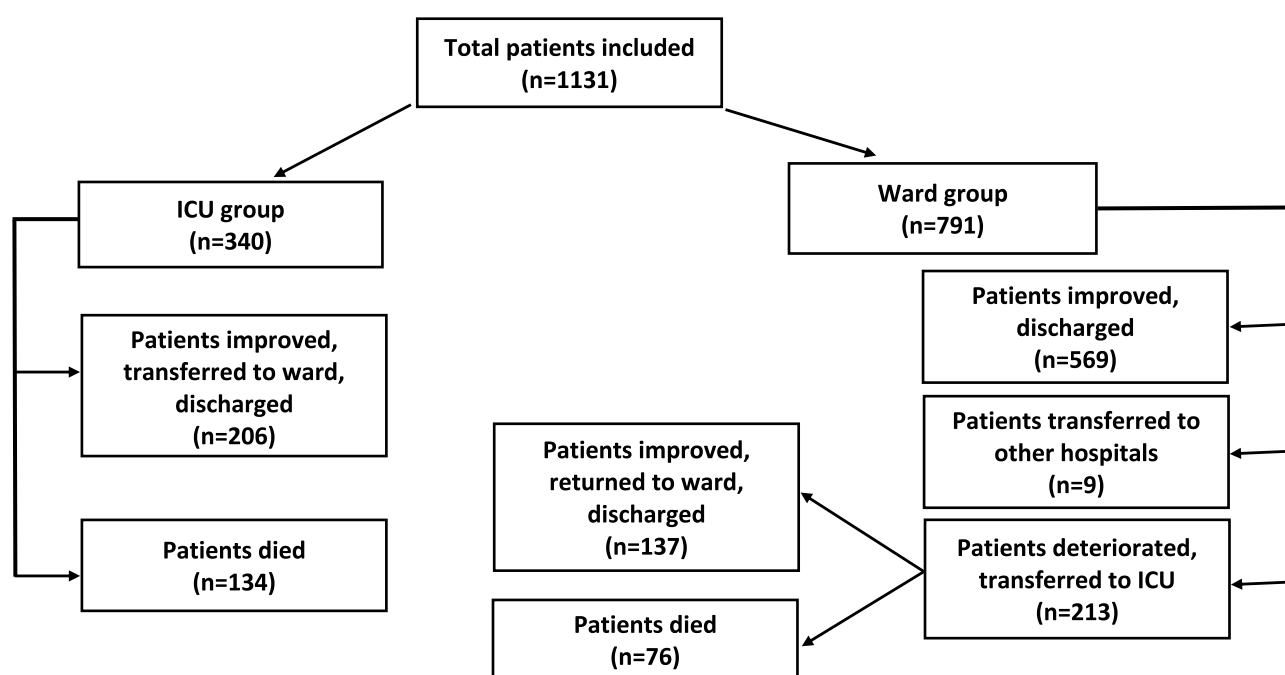 Total patients included
(n=1131)
ICU group
(n=340)
Ward group
(n=791)
Patients improved,
transferred to ward,
discharged
(n=206)
Patients died
(n=134)
Patients improved,
discharged
(n=569)
Patients transferred to
other hospitals
(n=9)
Patients deteriorated,
transferred to ICU
(n=213)
Patients improved,
returned to ward,
discharged
(n=137)
Patients died
(n=76)